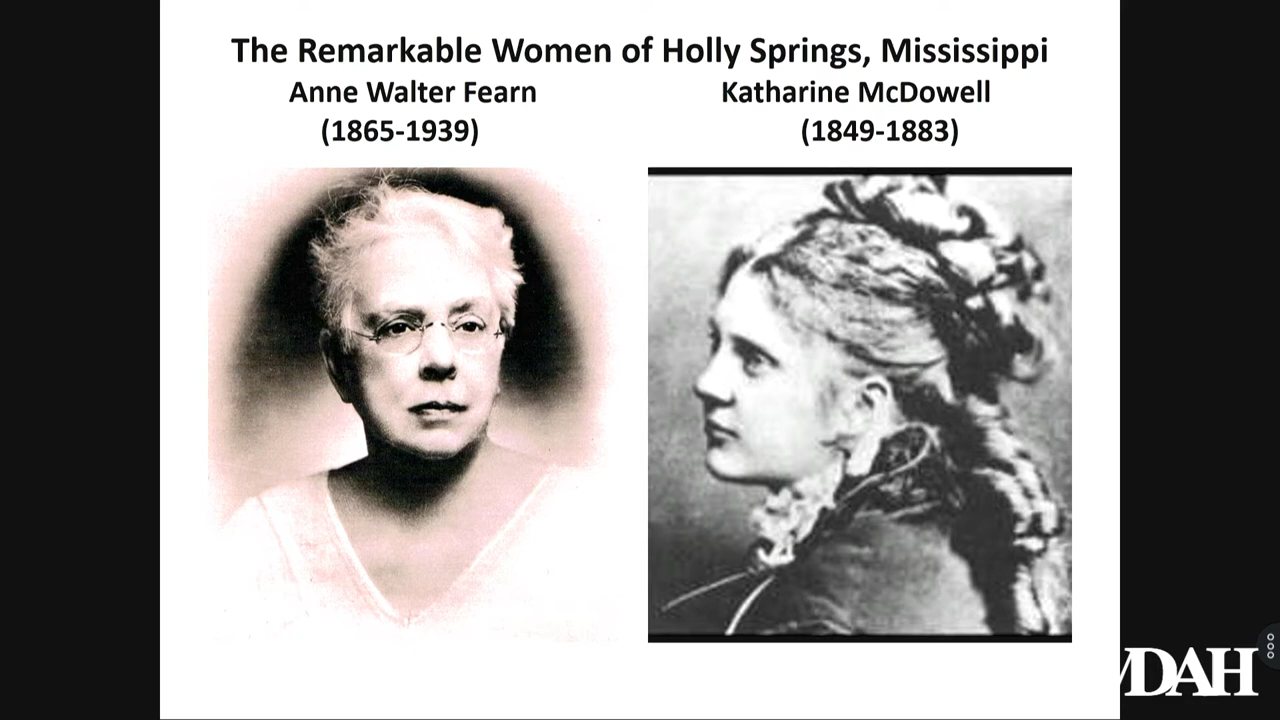 The Remarkable Women of Holly Springs, Mississippi
Anne Walter Fearn
(1865-1939)
Katharine McDowell
(1849-1883)
MDAH